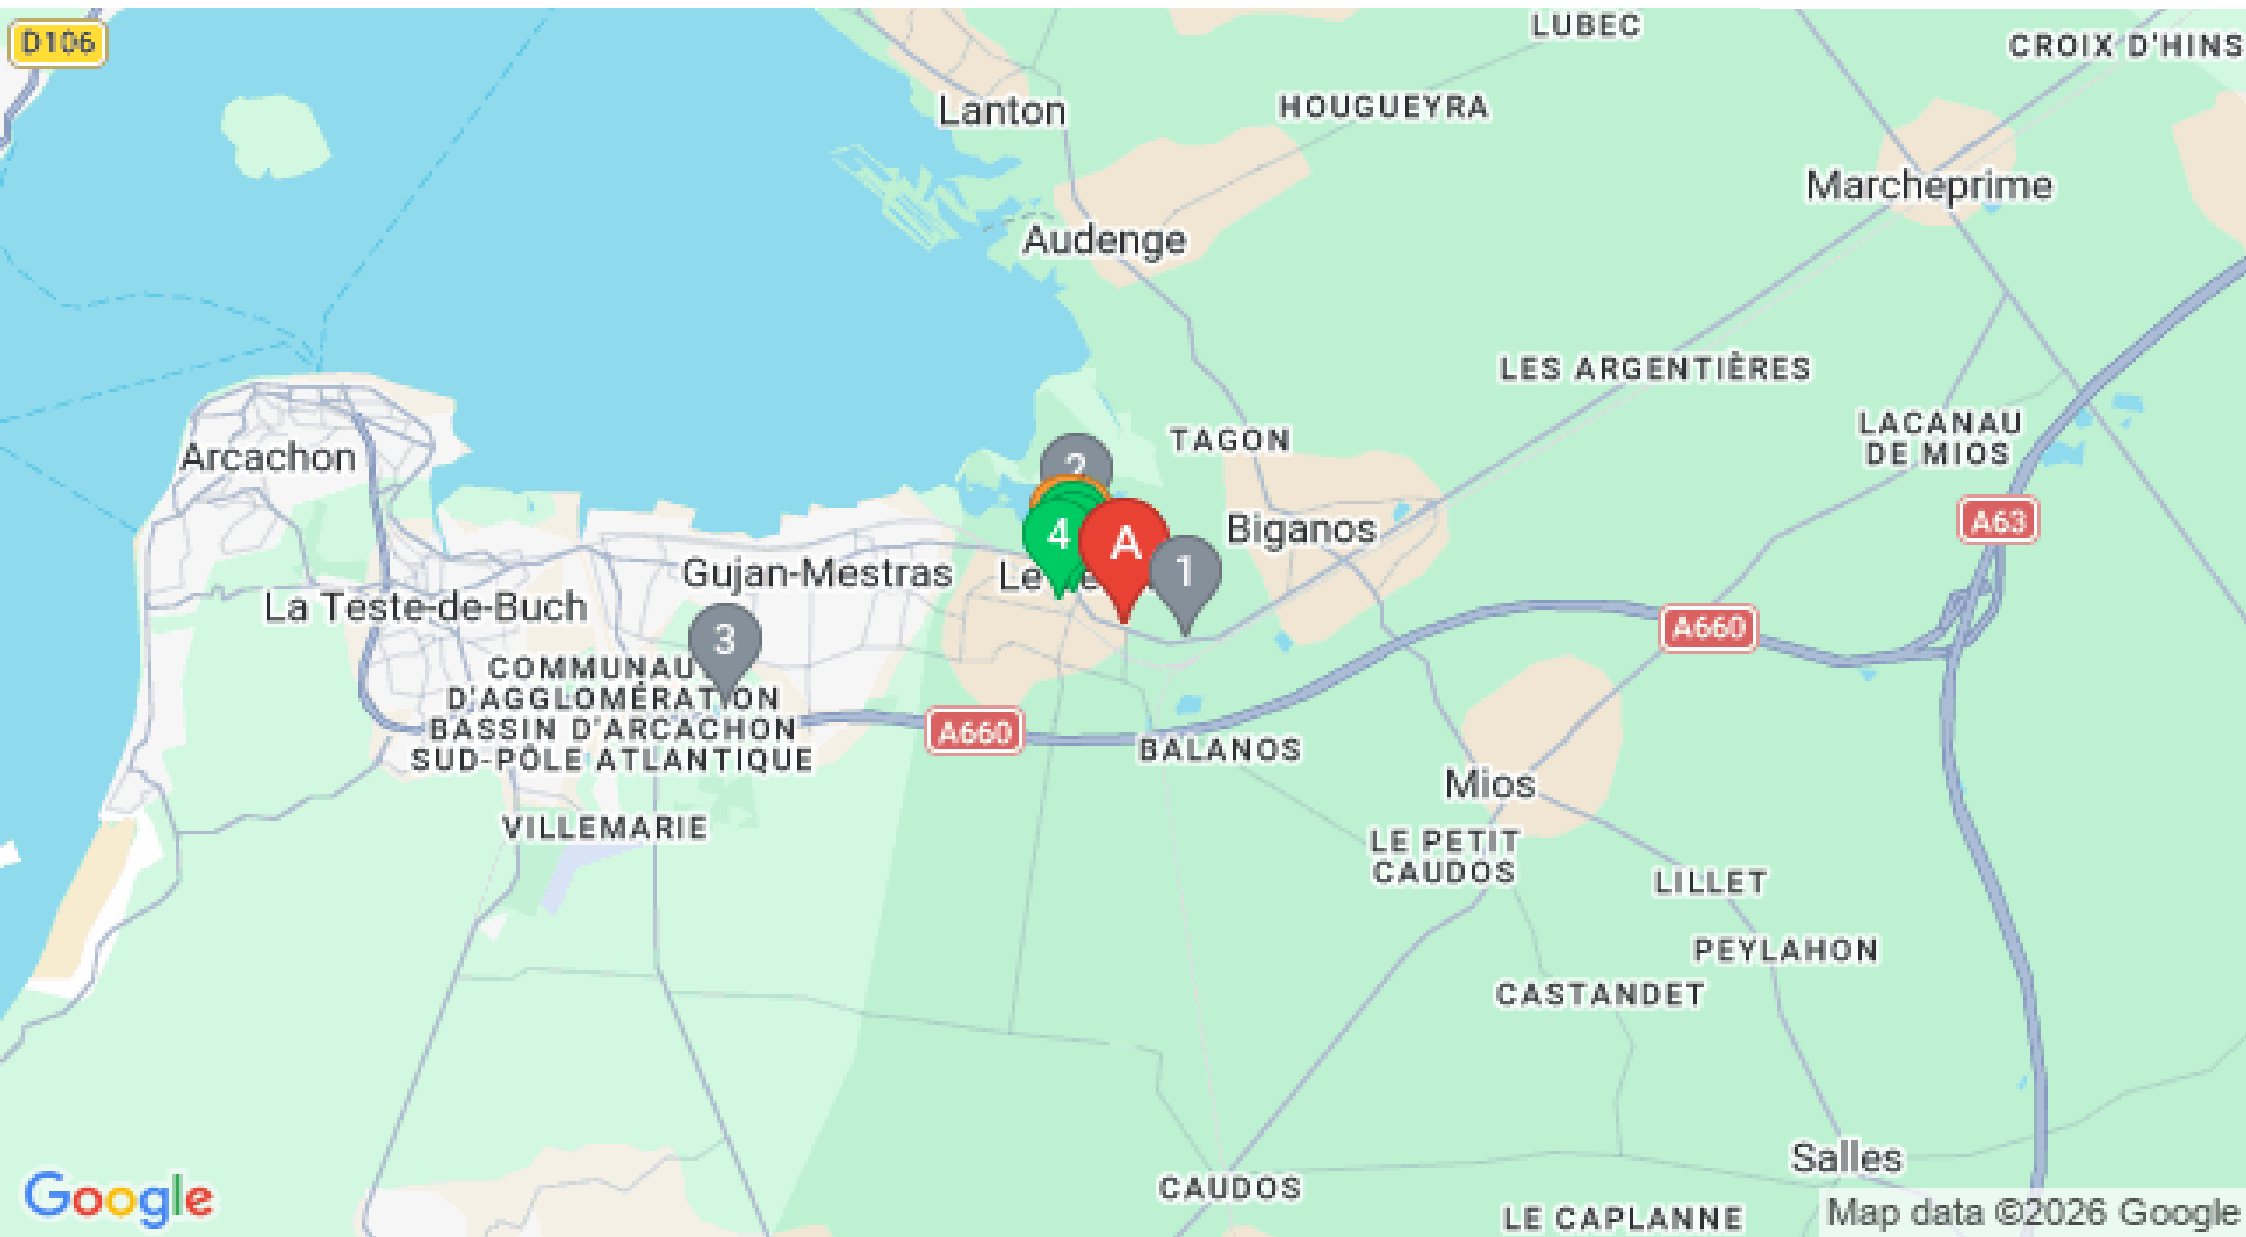 D106
LUBEC
CROIX D'HINS
Lanton
HOUGUEYRA
Marcheprime
Audenge
LES ARGENTIÈRES
TAGON
LACANAU
DE MIOS
Arcachon
2
A63
4
A
1
Biganos
Gujan-Mestras
Le
La Teste-de-Buch
3
A660
COMMUNAU
D'AGGLOMÉRATION
BASSIN D'ARCACHON
SUD-PÔLE ATLANTIQUE
A660
BALANOS
Mios
VILLEMARIE
LE PETIT
CAUDOS
LILLET
PEYLAHON
CASTANDET
Salles
CAUDOS
LE CAPLANNE
Google
Map data ©2026 Google